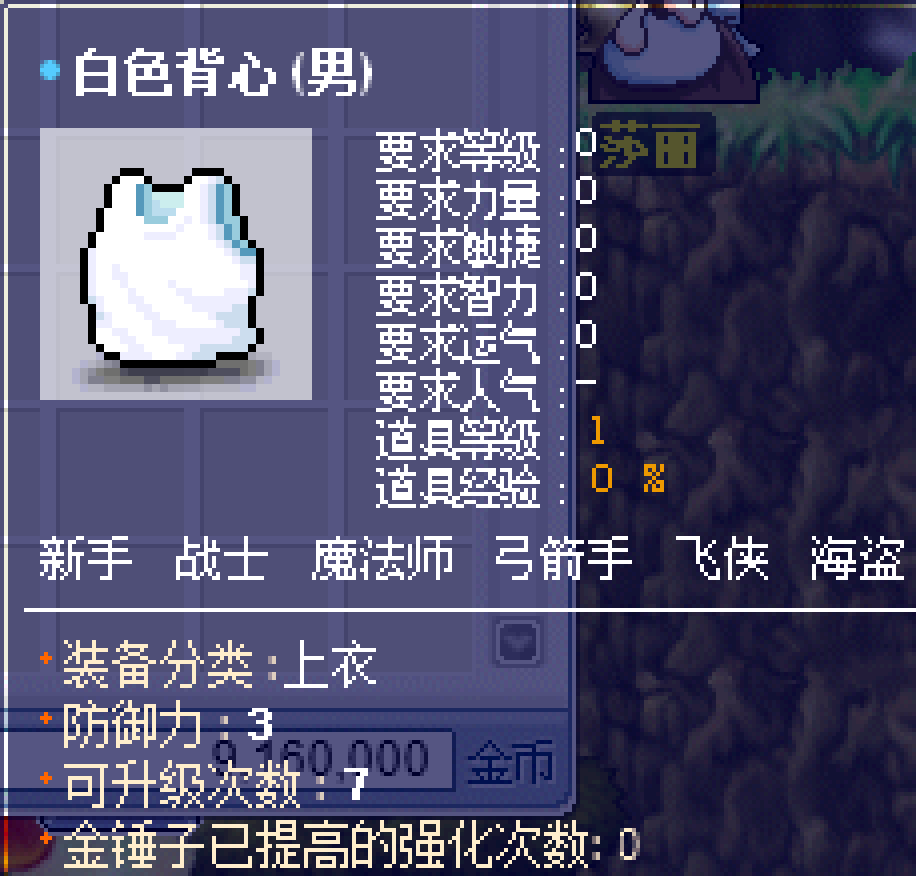 白色背心 (男)
要求等级 : 0
莎丽
要求力量 : 0
要求敏捷 : 0
要求智力 : 0
要求运气 : 0
要求人气 : -
道具等级 : 1
道具经验 : 0 %
新手 战士 魔法师 弓箭手 飞侠 海盗
装备分类 : 上衣
防御力 : 3
9,160,000 金币
可升级次数 : 7
金锤子已提高的强化次数: 0